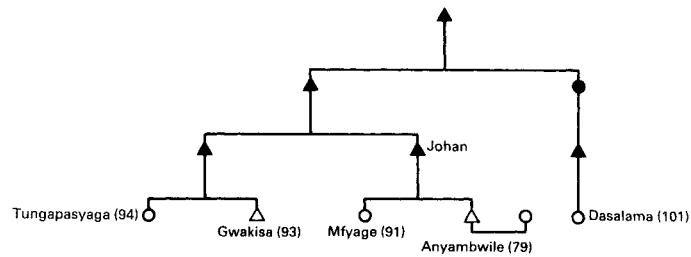 Johan
Tungapasyaga (94)
Gwakisa (93)
Mfyage (91)
Anyambwile (79)
Dasalama (101)